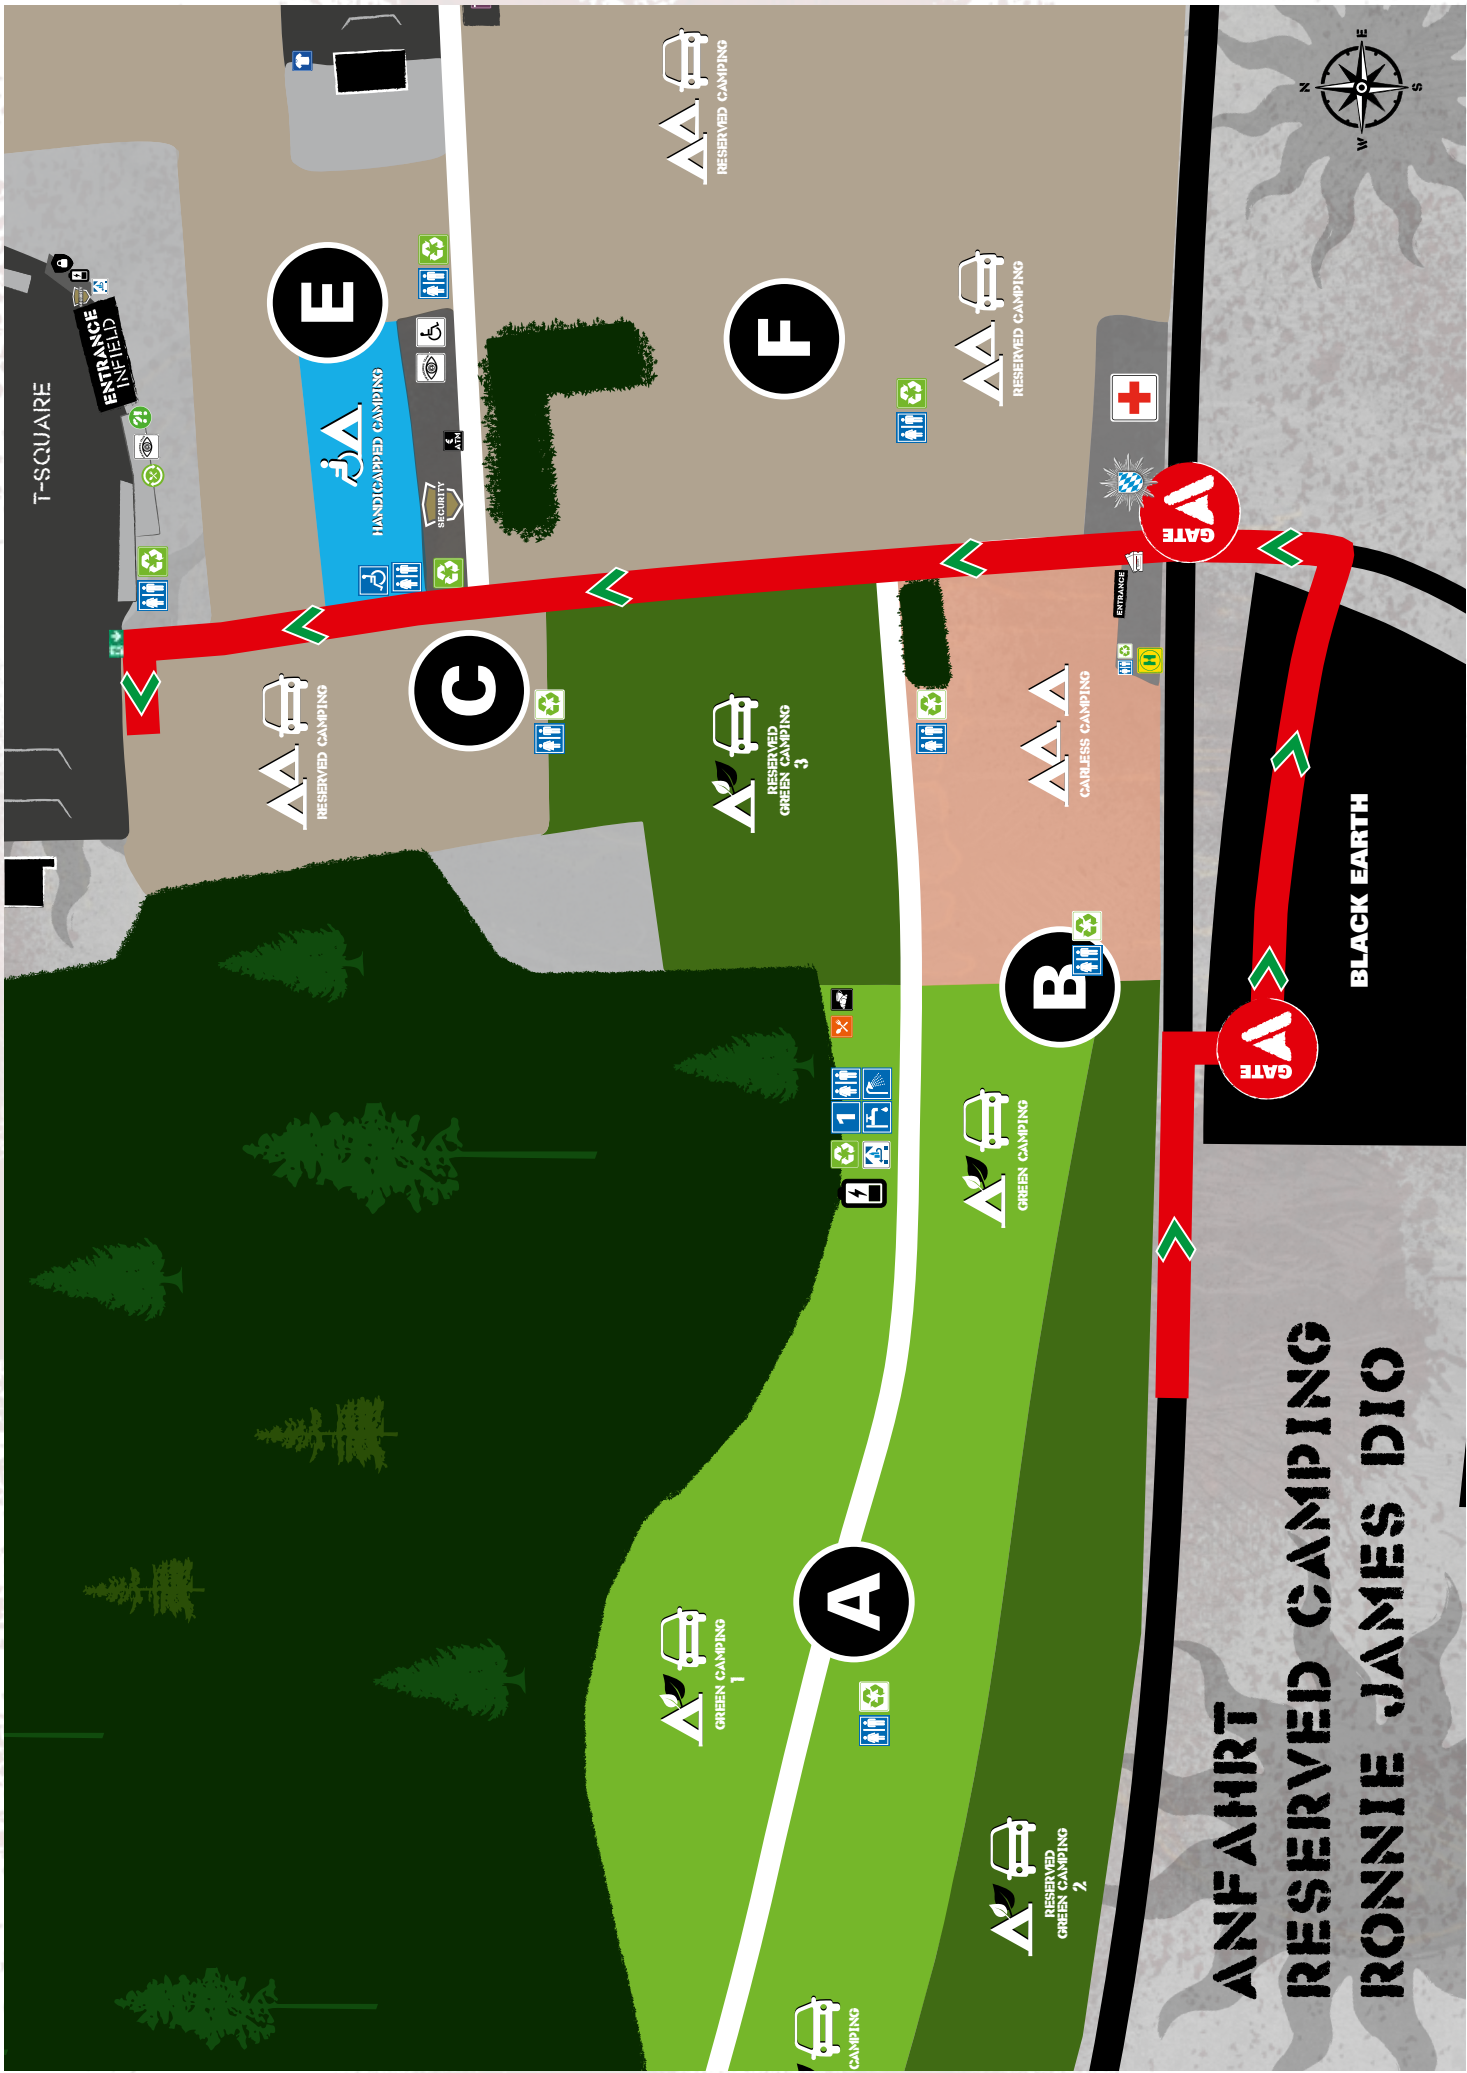 N
E
S
W
T-SQUARE
ENTRANCE
INFIELD
E
HANDICAPPED CAMPING
€
ATM
SECURITY
RESERVED CAMPING
F
RESERVED CAMPING
C
RESERVED CAMPING
RESERVED
GREEN CAMPING
3
CARLESS CAMPING
ENTRANCE
H
GATE
A
B
GATE
A
BLACK EARTH
1
GREEN CAMPING
GREEN CAMPING
1
A
RESERVED
GREEN CAMPING
2
CAMPING
ANFAHRT
RESERVED CAMPING
RONNIE JAMES DIO